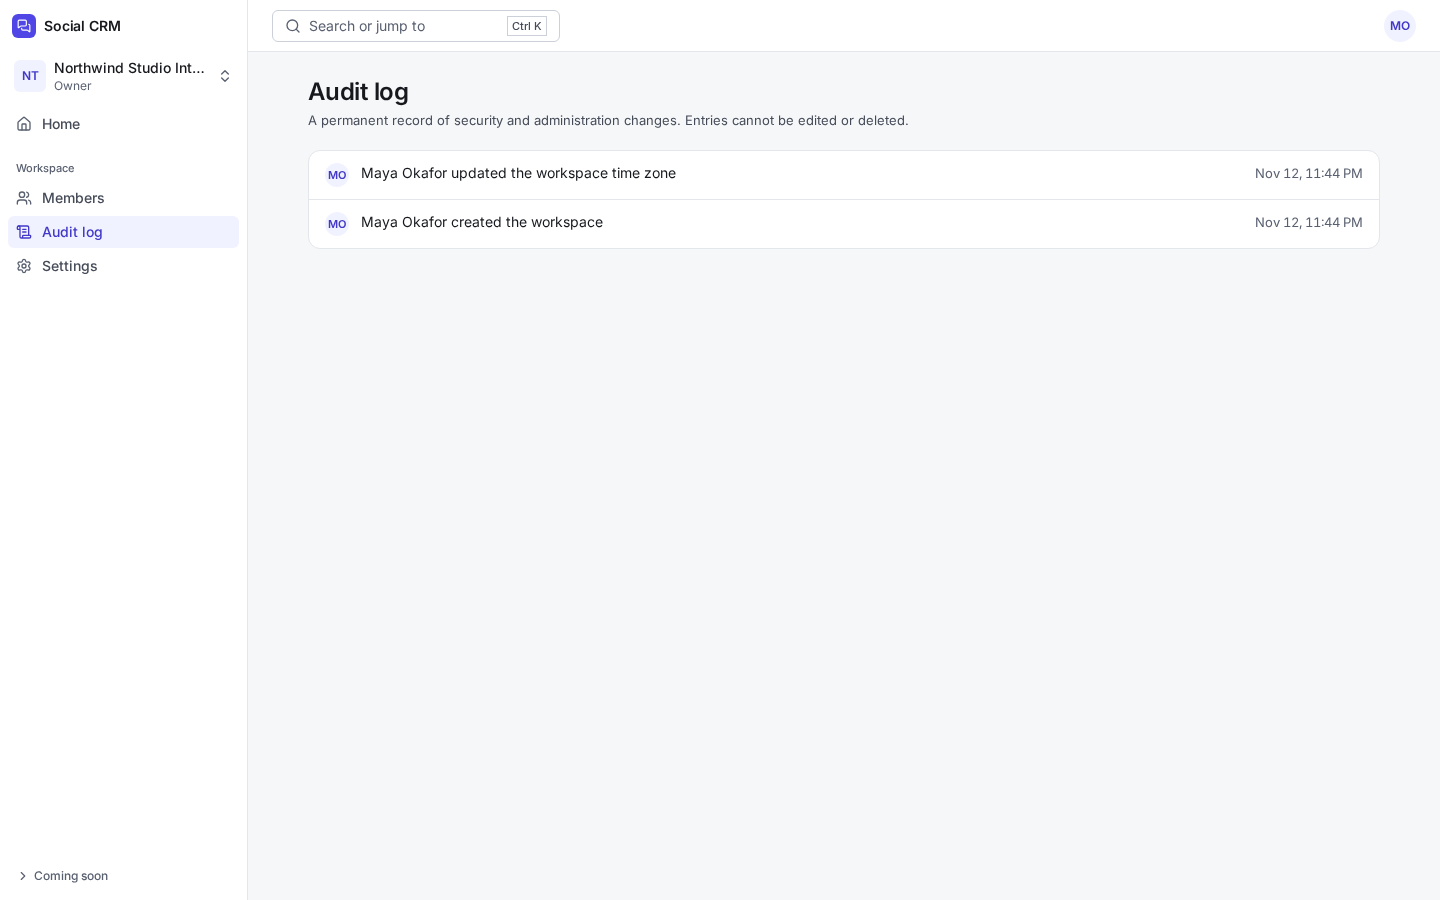 Social CRM
Search or jump to
Ctrl K
MO
NT
Northwind Studio Int...
Owner
Home
Workspace
Members
Audit log
Settings
Coming soon
Audit log
A permanent record of security and administration changes. Entries cannot be edited or deleted.
MO Maya Okafor updated the workspace time zone Nov 12, 11:44 PM
MO Maya Okafor created the workspace Nov 12, 11:44 PM